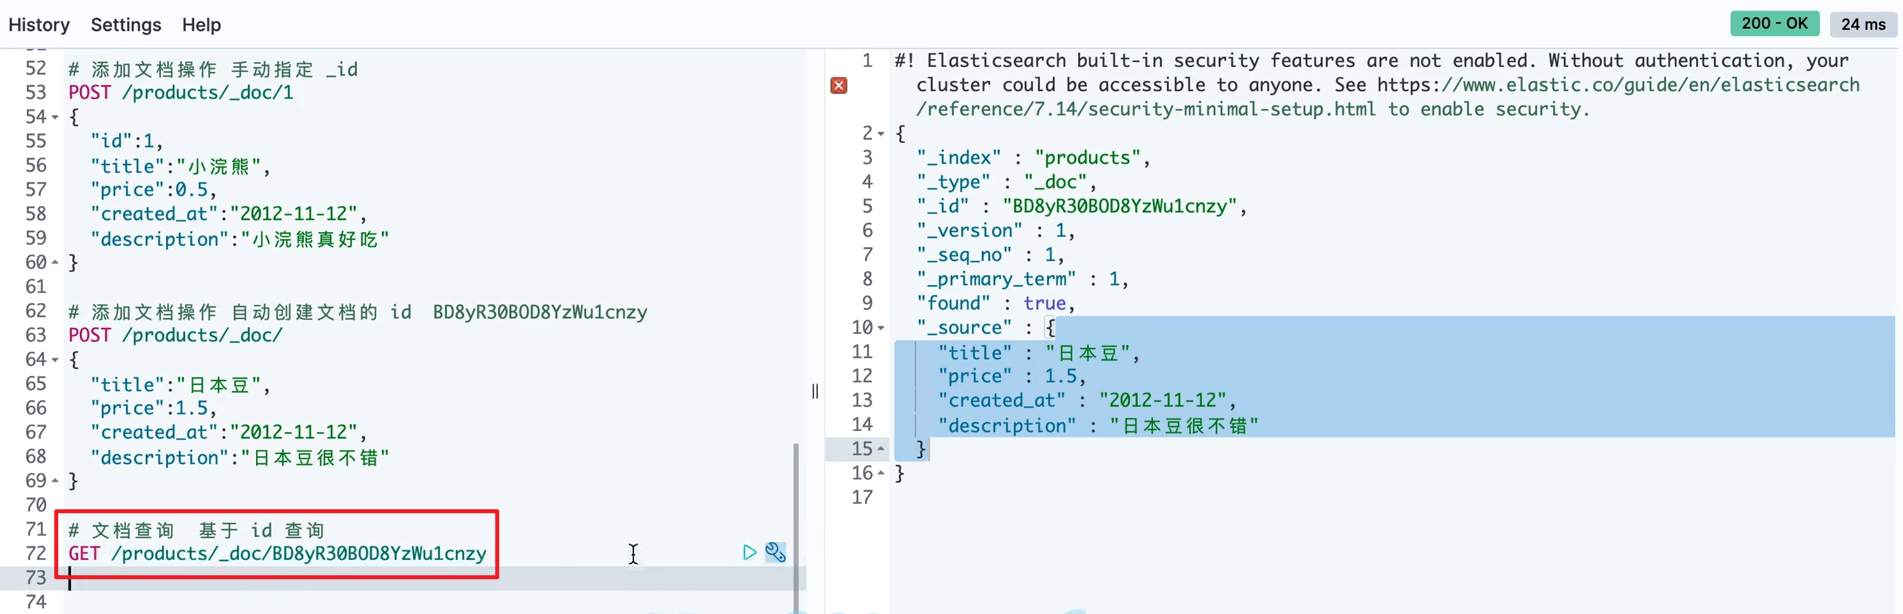 History Settings Help
200 - OK 24 ms
52 # 添加文档操作 手动指定 _id
53 POST /products/_doc/1
54 {
55 "id":1,
56 "title":"小浣熊",
57 "price":0.5,
58 "created_at":"2012-11-12",
59 "description":"小浣熊真好吃"
60 }
61
62 # 添加文档操作 自动创建文档的 id BD8yR30BOD8YzWu1cnzy
63 POST /products/_doc/
64 {
65 "title":"日本豆",
66 "price":1.5,
67 "created_at":"2012-11-12",
68 "description":"日本豆很不错"
69 }
70
71 # 文档查询 基于 id 查询
72 GET /products/_doc/BD8yR30BOD8YzWu1cnzy
73
74
1 #! Elasticsearch built-in security features are not enabled. Without authentication, your
cluster could be accessible to anyone. See https://www.elastic.co/guide/en/elasticsearch
/reference/7.14/security-minimal-setup.html to enable security.
2 {
3 "_index" : "products",
4 "_type" : "_doc",
5 "_id" : "BD8yR30BOD8YzWu1cnzy",
6 "_version" : 1,
7 "_seq_no" : 1,
8 "_primary_term" : 1,
9 "found" : true,
10 "_source" : {
11 "title" : "日本豆",
12 "price" : 1.5,
13 "created_at" : "2012-11-12",
14 "description" : "日本豆很不错"
15 }
16 }
17